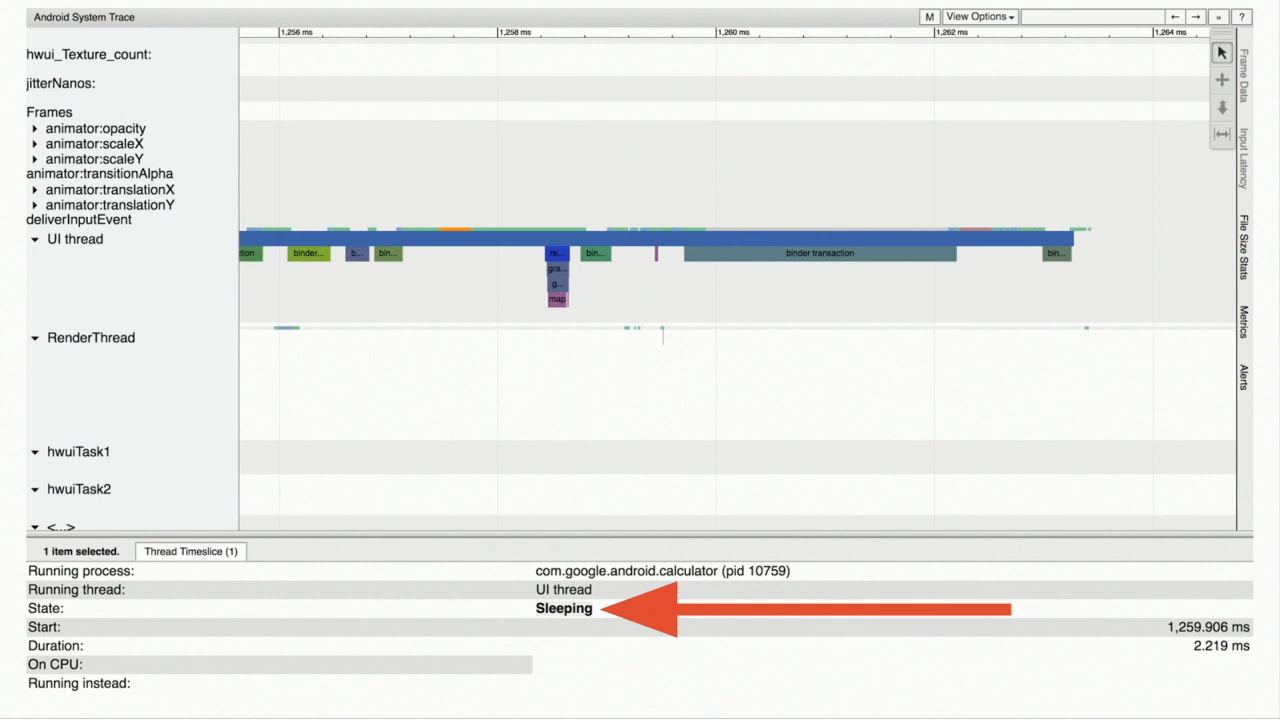 Android System Trace
M View Options ← → » ?
1,256 ms 1,258 ms 1,260 ms 1,262 ms 1,264 ms
hwui_Texture_count:
jitterNanos:
Frames
animator:opacity
animator:scaleX
animator:scaleY
animator:transitionAlpha
animator:translationX
animator:translationY
deliverInputEvent
UI thread
tion binder... b... bin... re... bin... binder transaction bin...
gra...
g...
map
RenderThread
hwuiTask1
hwuiTask2
<...>
Frame Data
Input Latency
File Size Stats
Metrics
Alerts
1 item selected. Thread Timeslice (1)
Running process: com.google.android.calculator (pid 10759)
Running thread: UI thread
State: Sleeping
Start: 1,259.906 ms
Duration: 2.219 ms
On CPU:
Running instead: